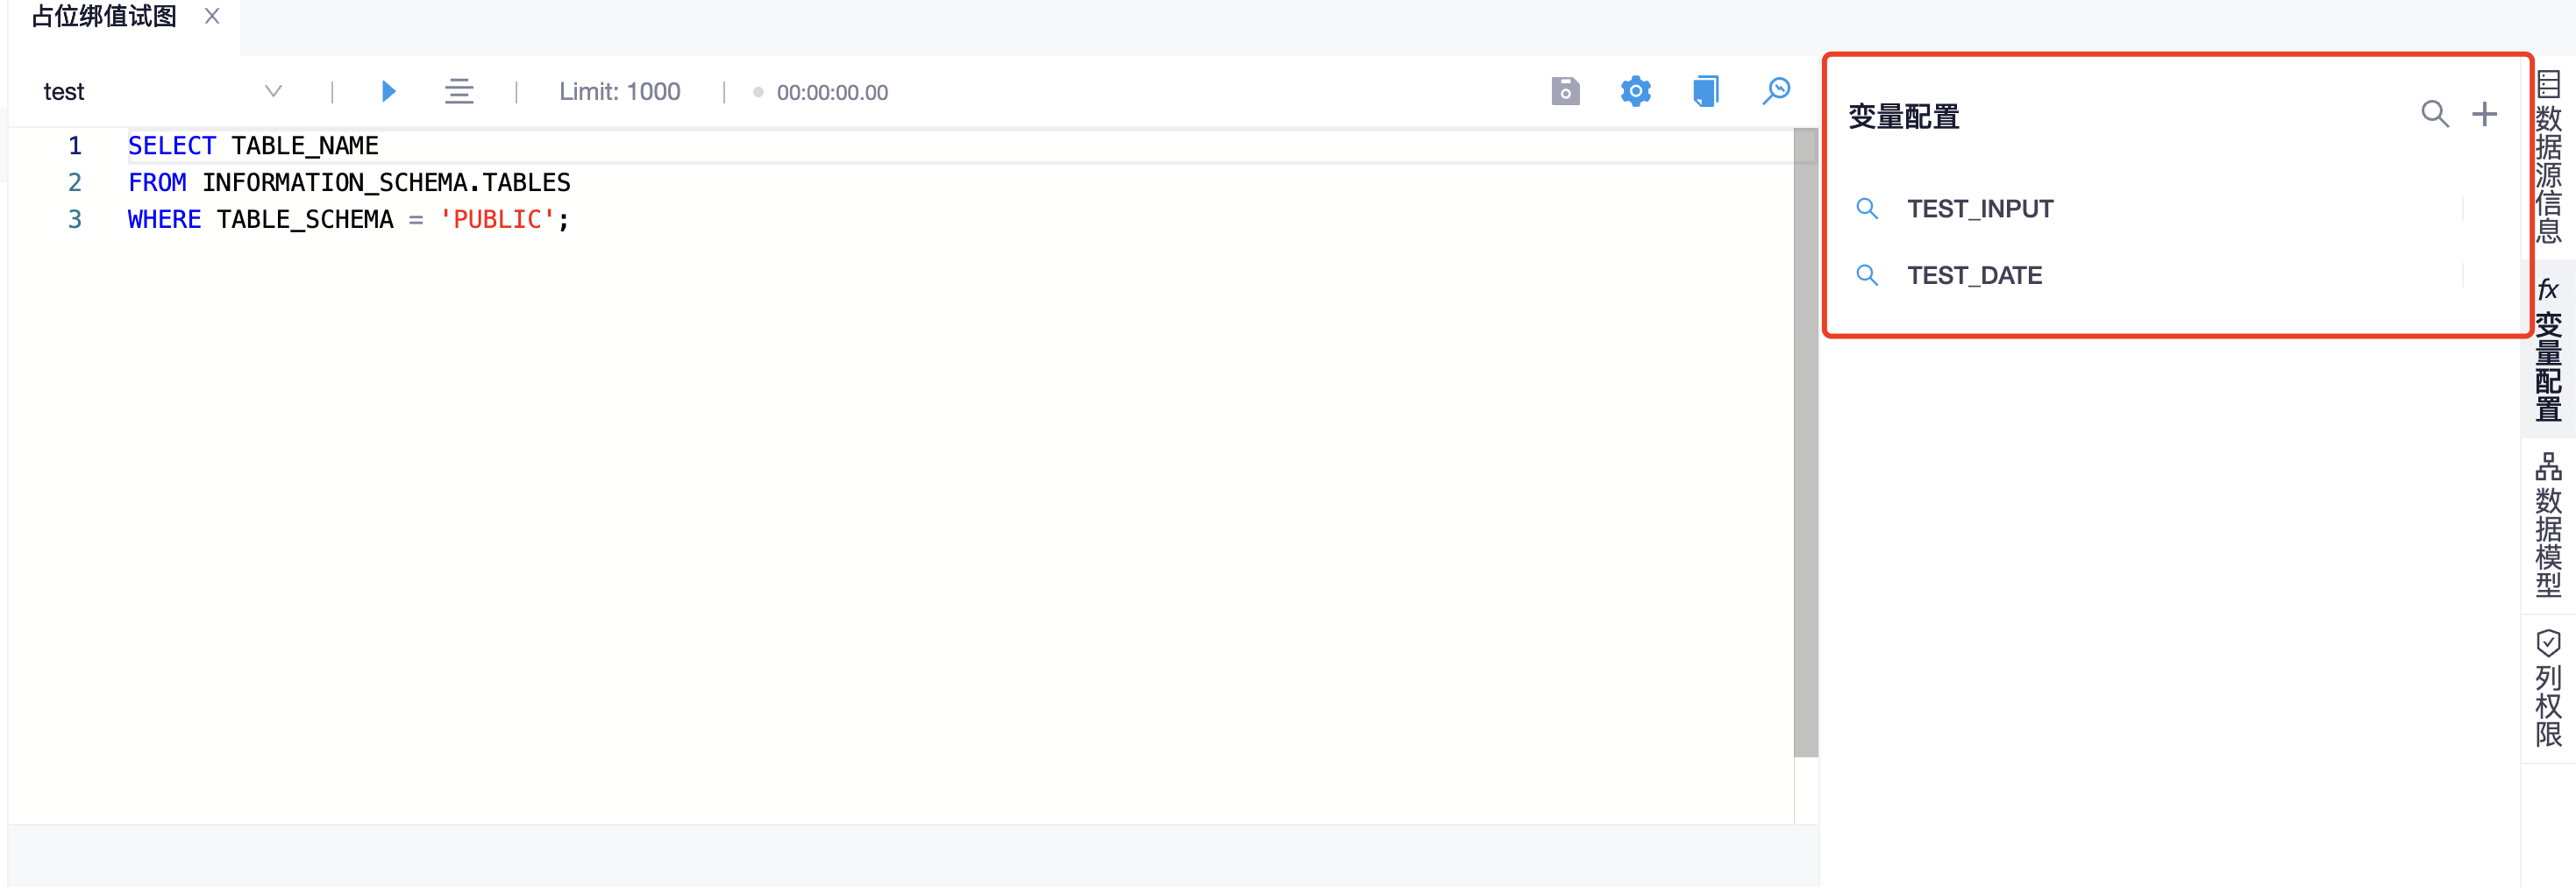 占位绑值试图
test
Limit: 1000
00:00:00.00
1 SELECT TABLE_NAME
2 FROM INFORMATION_SCHEMA.TABLES
3 WHERE TABLE_SCHEMA = 'PUBLIC';
变量配置
TEST_INPUT
TEST_DATE
数据源信息
fx
变量配置
数据模型
列权限